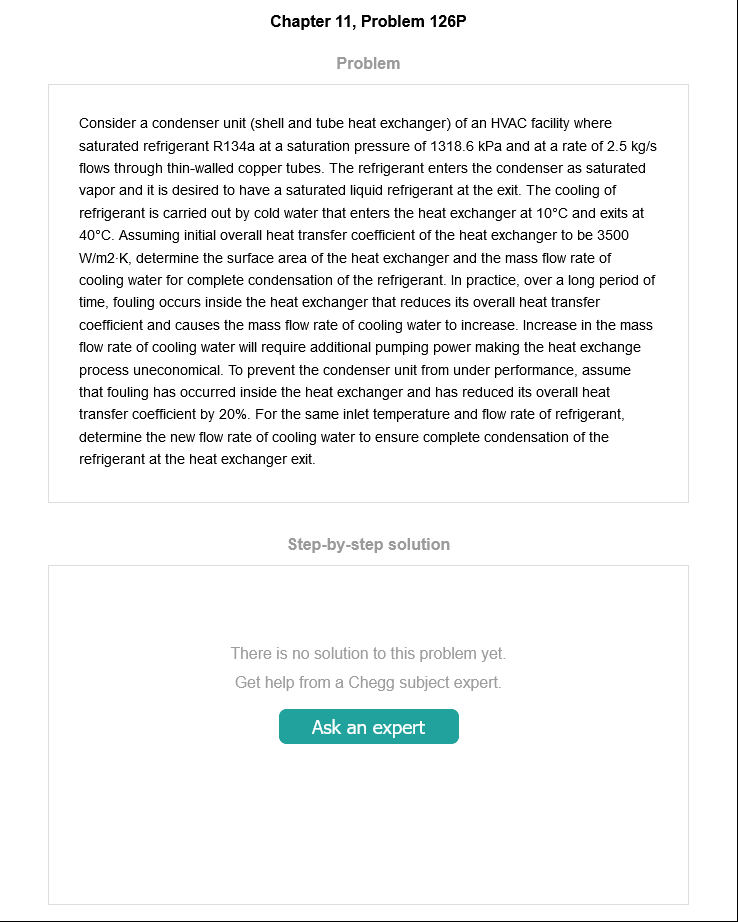 Chapter 11, Problem 126P
Problem
Consider a condenser unit (shell and tube heat exchanger) of an HVAC facility where
saturated refrigerant R134a at a saturation pressure of 1318.6 kPa and at a rate of 2.5 kg/s
flows through thin-walled copper tubes. The refrigerant enters the condenser as saturated
vapor and it is desired to have a saturated liquid refrigerant at the exit. The cooling of
refrigerant is carried out by cold water that enters the heat exchanger at 10°C and exits at
40°C. Assuming initial overall heat transfer coefficient of the heat exchanger to be 3500
W/m2·K, determine the surface area of the heat exchanger and the mass flow rate of
cooling water for complete condensation of the refrigerant. In practice, over a long period of
time, fouling occurs inside the heat exchanger that reduces its overall heat transfer
coefficient and causes the mass flow rate of cooling water to increase. Increase in the mass
flow rate of cooling water will require additional pumping power making the heat exchange
process uneconomical. To prevent the condenser unit from under performance, assume
that fouling has occurred inside the heat exchanger and has reduced its overall heat
transfer coefficient by 20%. For the same inlet temperature and flow rate of refrigerant,
determine the new flow rate of cooling water to ensure complete condensation of the
refrigerant at the heat exchanger exit.
Step-by-step solution
There is no solution to this problem yet.
Get help from a Chegg subject expert.
Ask an expert